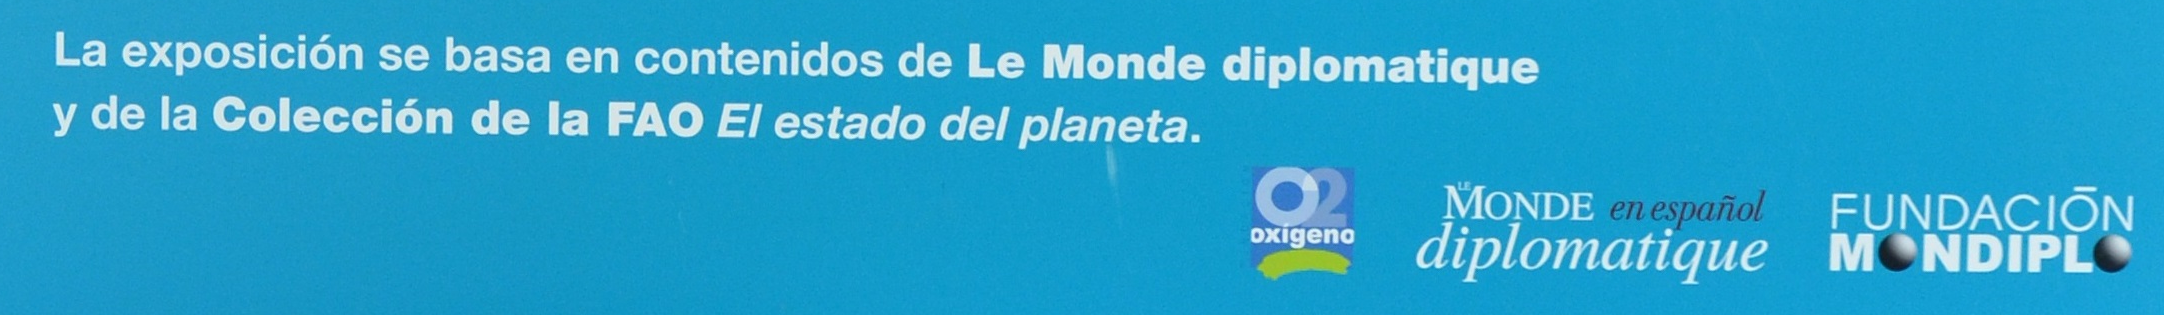 La exposición se basa en contenidos de Le Monde diplomatique
y de la Colección de la FAO El estado del planeta.
O2
oxígeno
LE MONDE en español
diplomatique
FUNDACIÓN
MONDIPLO